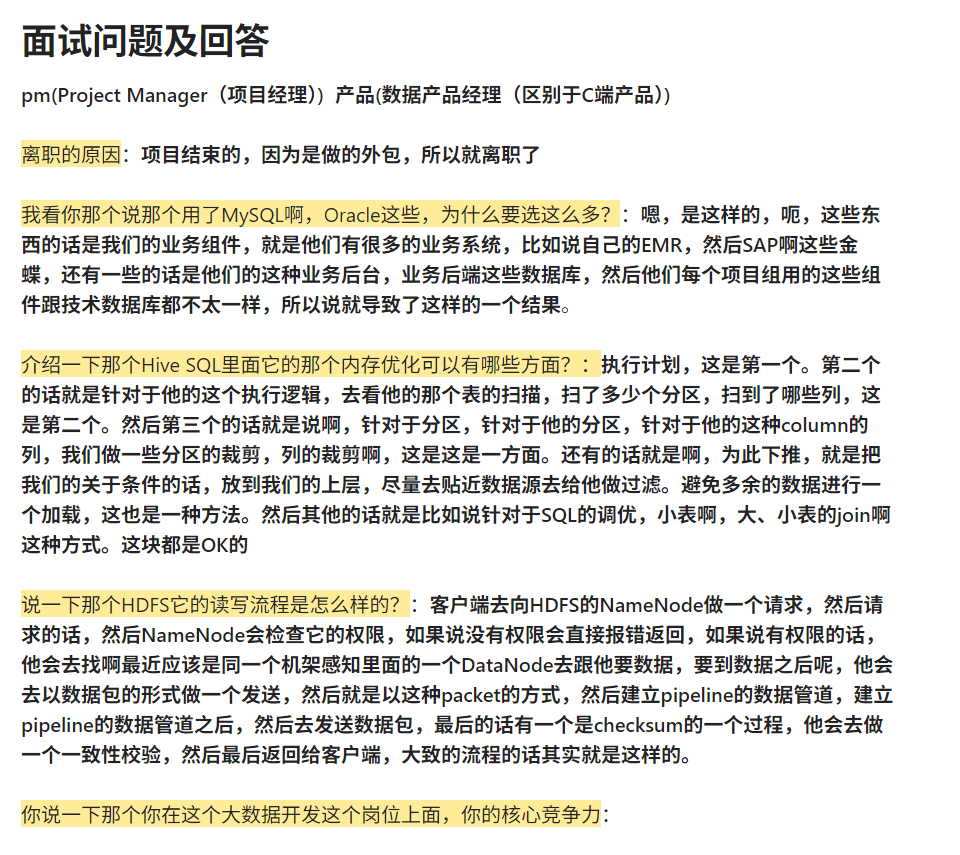 面试问题及回答
pm(Project Manager（项目经理）) 产品(数据产品经理（区别于C端产品）)
离职的原因：项目结束的，因为是做的外包，所以就离职了
我看你那个说那个用了MySQL啊，Oracle这些，为什么要选这么多？：嗯，是这样的，呃，这些东
西的话是我们的业务组件，就是他们有很多的业务系统，比如说自己的EMR，然后SAP啊这些金
蝶，还有一些的话是他们的这种业务后台，业务后端这些数据库，然后他们每个项目组用的这些组
件跟技术数据库都不太一样，所以说就导致了这样的一个结果。
介绍一下那个Hive SQL里面它的那个内存优化可以有哪些方面？：执行计划，这是第一个。第二个
的话就是针对于他的这个执行逻辑，去看他的那个表的扫描，扫了多少个分区，扫到了哪些列，这
是第二个。然后第三个的话就是说啊，针对于分区，针对于他的分区，针对于他的这种column的
列，我们做一些分区的裁剪，列的裁剪啊，这是这是一方面。还有的话就是啊，为此下推，就是把
我们的关于条件的话，放到我们的上层，尽量去贴近数据源去给他做过滤。避免多余的数据进行一
个加载，这也是一种方法。然后其他的话就是比如说针对于SQL的调优，小表啊，大、小表的join啊
这种方式。这块都是OK的
说一下那个HDFS它的读写流程是怎么样的？：客户端去向HDFS的NameNode做一个请求，然后请
求的话，然后NameNode会检查它的权限，如果说没有权限会直接报错返回，如果说有权限的话，
他会去找啊最近应该是同一个机架感知里面的一个DataNode去跟他要数据，要到数据之后呢，他会
去以数据包的形式做一个发送，然后就是以这种packet的方式，然后建立pipeline的数据管道，建立
pipeline的数据管道之后，然后去发送数据包，最后的话有一个是checksum的一个过程，他会去做
一个一致性校验，然后最后返回给客户端，大致的流程的话其实就是这样的。
你说一下那个你在这个大数据开发这个岗位上面，你的核心竞争力：